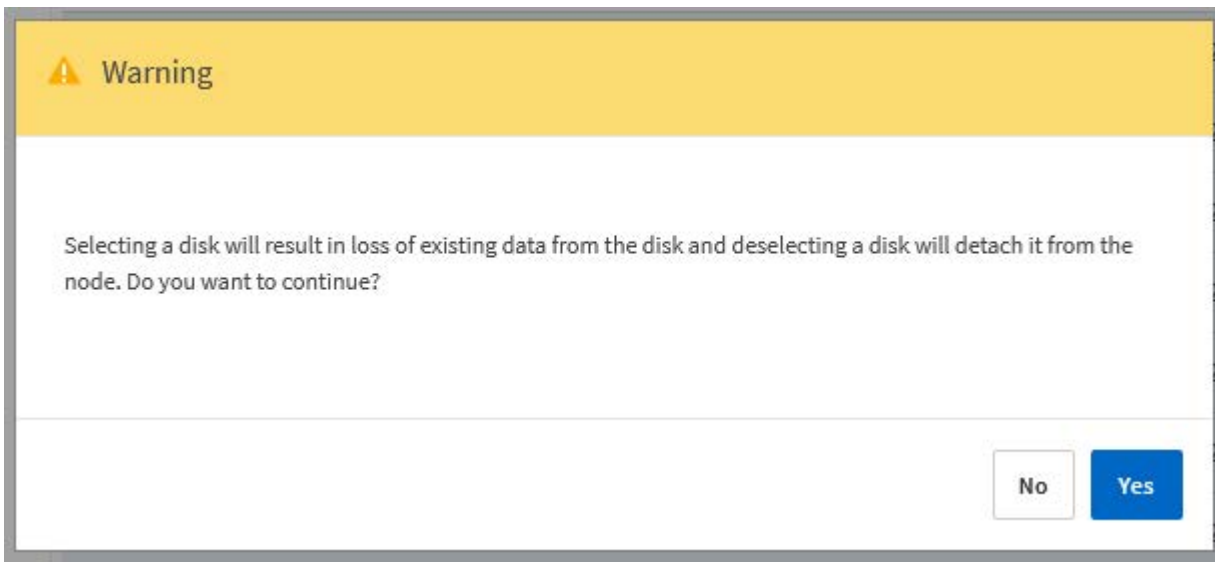 Warning
Selecting a disk will result in loss of existing data from the disk and deselecting a disk will detach it from the
node. Do you want to continue?
No
Yes